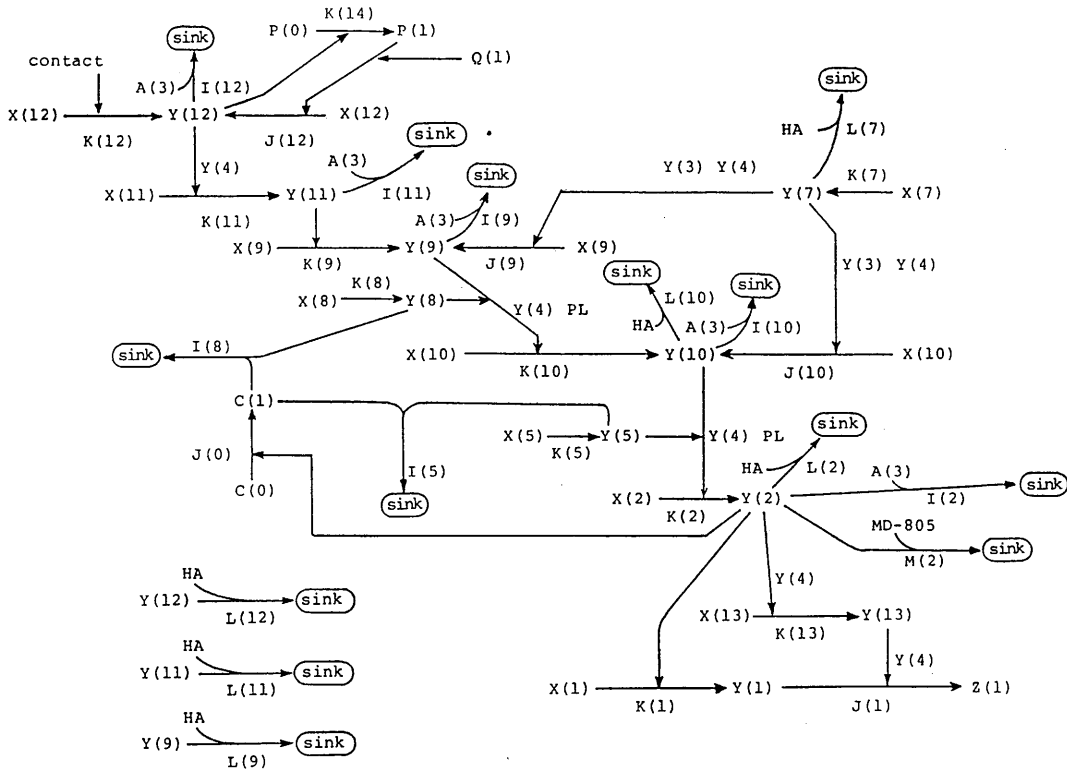 K(14)
P(0) P(1)
sink
contact
Q(1)
A(3) I(12)
sink
X(12) Y(12) X(12)
K(12) J(12)
HA L(7)
sink
Y(4)
A(3)
Y(3) Y(4)
K(7)
sink
X(11) Y(11) I(11) Y(7) X(7)
K(11)
A(3) I(9)
X(9) Y(9) X(9)
K(9) J(9)
sink
Y(3) Y(4)
K(8)
sink
L(10)
X(8) Y(8) Y(4) PL
HA A(3) I(10)
I(8)
sink
X(10) Y(10) X(10)
K(10) J(10)
C(1)
sink
X(5) Y(5) Y(4) PL
K(5)
J(0)
HA L(2)
I(5)
A(3)
C(0)
sink
X(2) Y(2) I(2) sink
K(2)
MD-805
sink
M(2)
HA
Y(4)
Y(12) sink
L(12)
X(13) Y(13)
K(13)
HA
Y(4)
Y(11) sink
L(11)
X(1) Y(1) Z(1)
K(1) J(1)
HA
Y(9) sink
L(9)